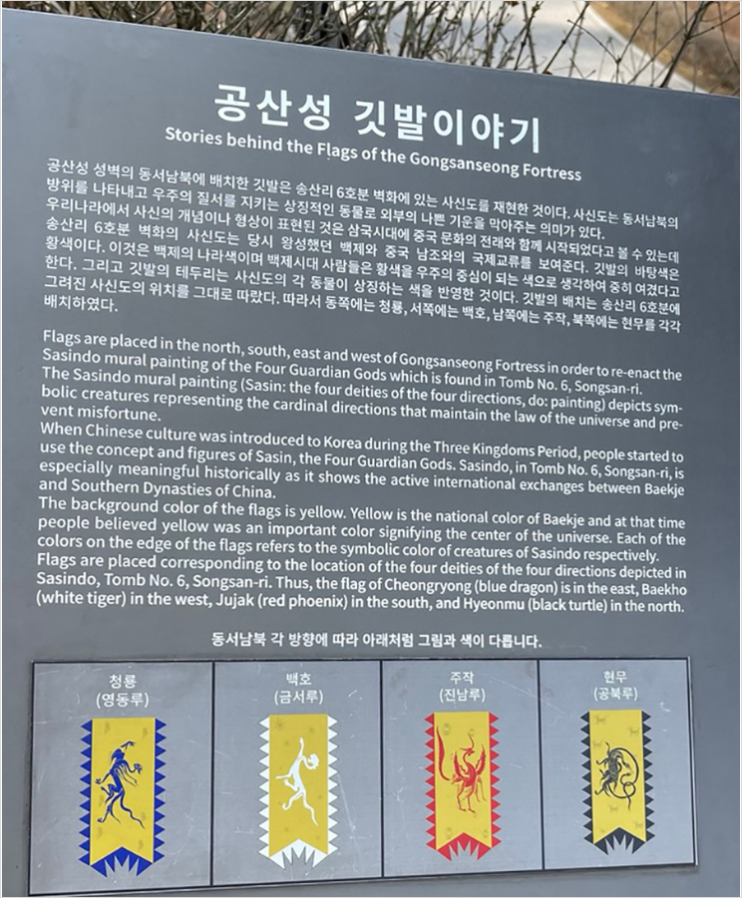 공산성 깃발이야기
Stories behind the Flags of the Gongsanseong Fortress
공산성 성벽의 동서남북에 배치한 깃발은 송산리 6호분 벽화에 있는 사신도를 재현한 것이다. 사신도는 동서남북의
방위를 나타내고 우주의 질서를 지키는 상징적인 동물로 외부의 나쁜 기운을 막아주는 의미가 있다.
우리나라에서 사신의 개념이나 형상이 표현된 것은 삼국시대에 중국 문화의 전래와 함께 시작되었다고 볼 수 있는데
송산리 6호분 벽화의 사신도는 당시 왕성했던 백제와 중국 남조와의 국제교류를 보여준다. 깃발의 바탕색은
황색이다. 이것은 백제의 나라색이며 백제시대 사람들은 황색을 우주의 중심이 되는 색으로 생각하여 중히 여겼다고
한다. 그리고 깃발의 테두리는 사신도의 각 동물이 상징하는 색을 반영한 것이다. 깃발의 배치는 송산리 6호분에
그려진 사신도의 위치를 그대로 따랐다. 따라서 동쪽에는 청룡, 서쪽에는 백호, 남쪽에는 주작, 북쪽에는 현무를 각각
배치하였다.
Flags are placed in the north, south, east and west of Gongsanseong Fortress in order to re-enact the
Sasindo mural painting of the Four Guardian Gods which is found in Tomb No. 6, Songsan-ri.
The Sasindo mural painting (Sasin: the four deities of the four directions, do: painting) depicts sym-
bolic creatures representing the cardinal directions that maintain the law of the universe and pre-
vent misfortune.
When Chinese culture was introduced to Korea during the Three Kingdoms Period, people started to
use the concept and figures of Sasin, the Four Guardian Gods. Sasindo, in Tomb No. 6, Songsan-ri, is
especially meaningful historically as it shows the active international exchanges between Baekje
and Southern Dynasties of China.
The background color of the flags is yellow. Yellow is the national color of Baekje and at that time
people believed yellow was an important color signifying the center of the universe. Each of the
colors on the edge of the flags refers to the symbolic color of creatures of Sasindo respectively.
Flags are placed corresponding to the location of the four deities of the four directions depicted in
Sasindo, Tomb No. 6, Songsan-ri. Thus, the flag of Cheongryong (blue dragon) is in the east, Baekho
(white tiger) in the west, Jujak (red phoenix) in the south, and Hyeonmu (black turtle) in the north.
동서남북 각 방향에 따라 아래처럼 그림과 색이 다릅니다.
청룡 백호 주작 현무
(영동루) (금서루) (진남루) (공북루)